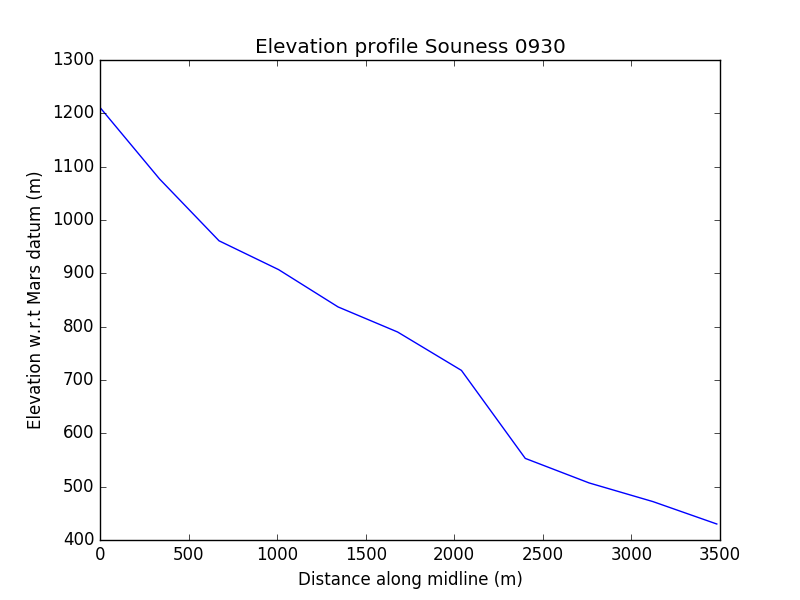 Elevation profile Souness 0930
1300
1200
1100
1000
900
800
700
600
500
400
Elevation w.r.t Mars datum (m)
0 500 1000 1500 2000 2500 3000 3500
Distance along midline (m)